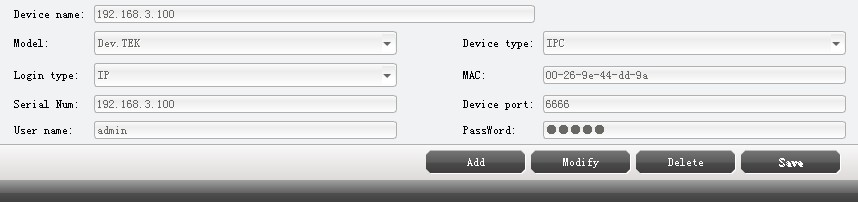 Device name: 192.168.3.100
Model: Dev.TEK Device type: IPC
Login type: IP MAC: 00-26-9e-44-dd-9a
Serial Num: 192.168.3.100 Device port: 6666
User name: admin PassWord: ●●●●●
Add Modify Delete Save